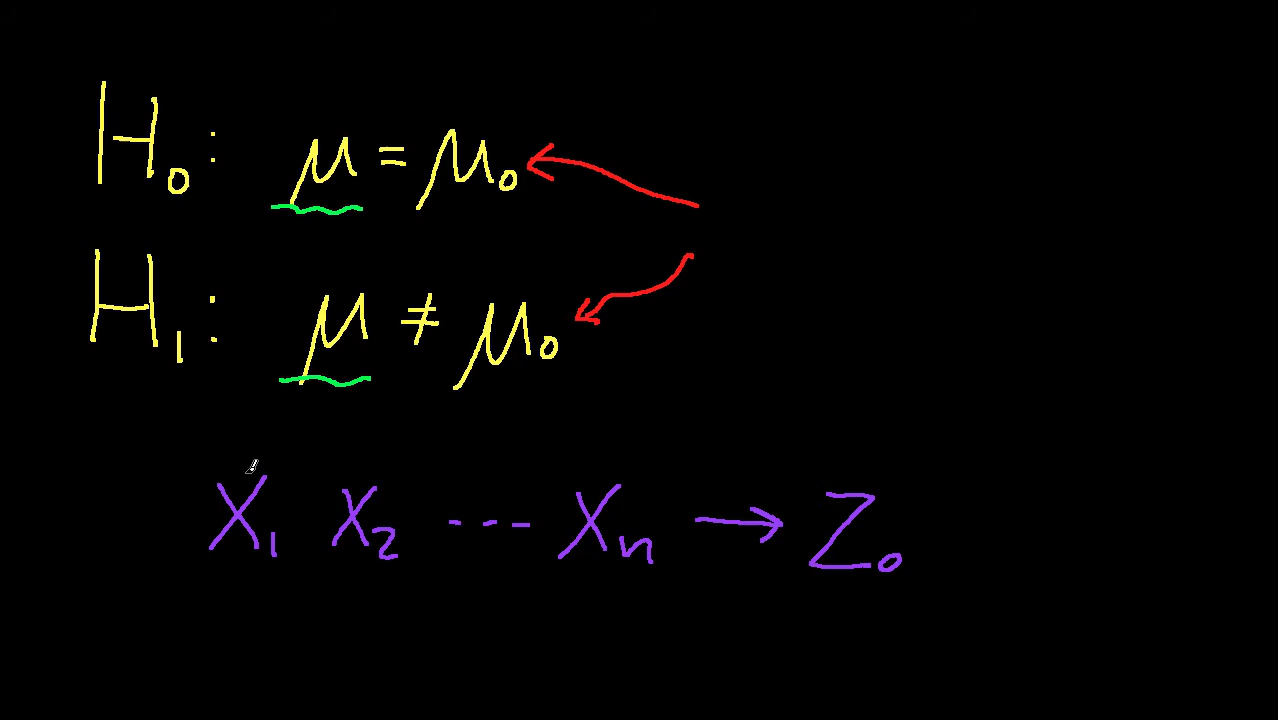 H₀: μ = μ₀
H₁: μ ≠ μ₀
X₁ X₂ --- Xₙ → Z₀